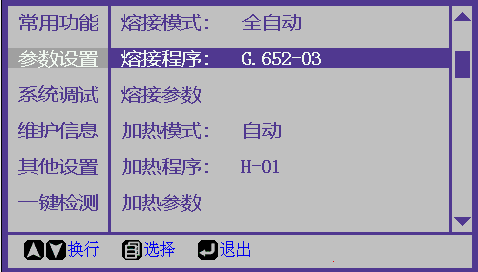 常用功能 熔接模式: 全自动
参数设置 熔接程序: G.652-03
系统调试 熔接参数
维护信息 加热模式: 自动
其他设置 加热程序: H-01
一键检测 加热参数
换行 选择 退出